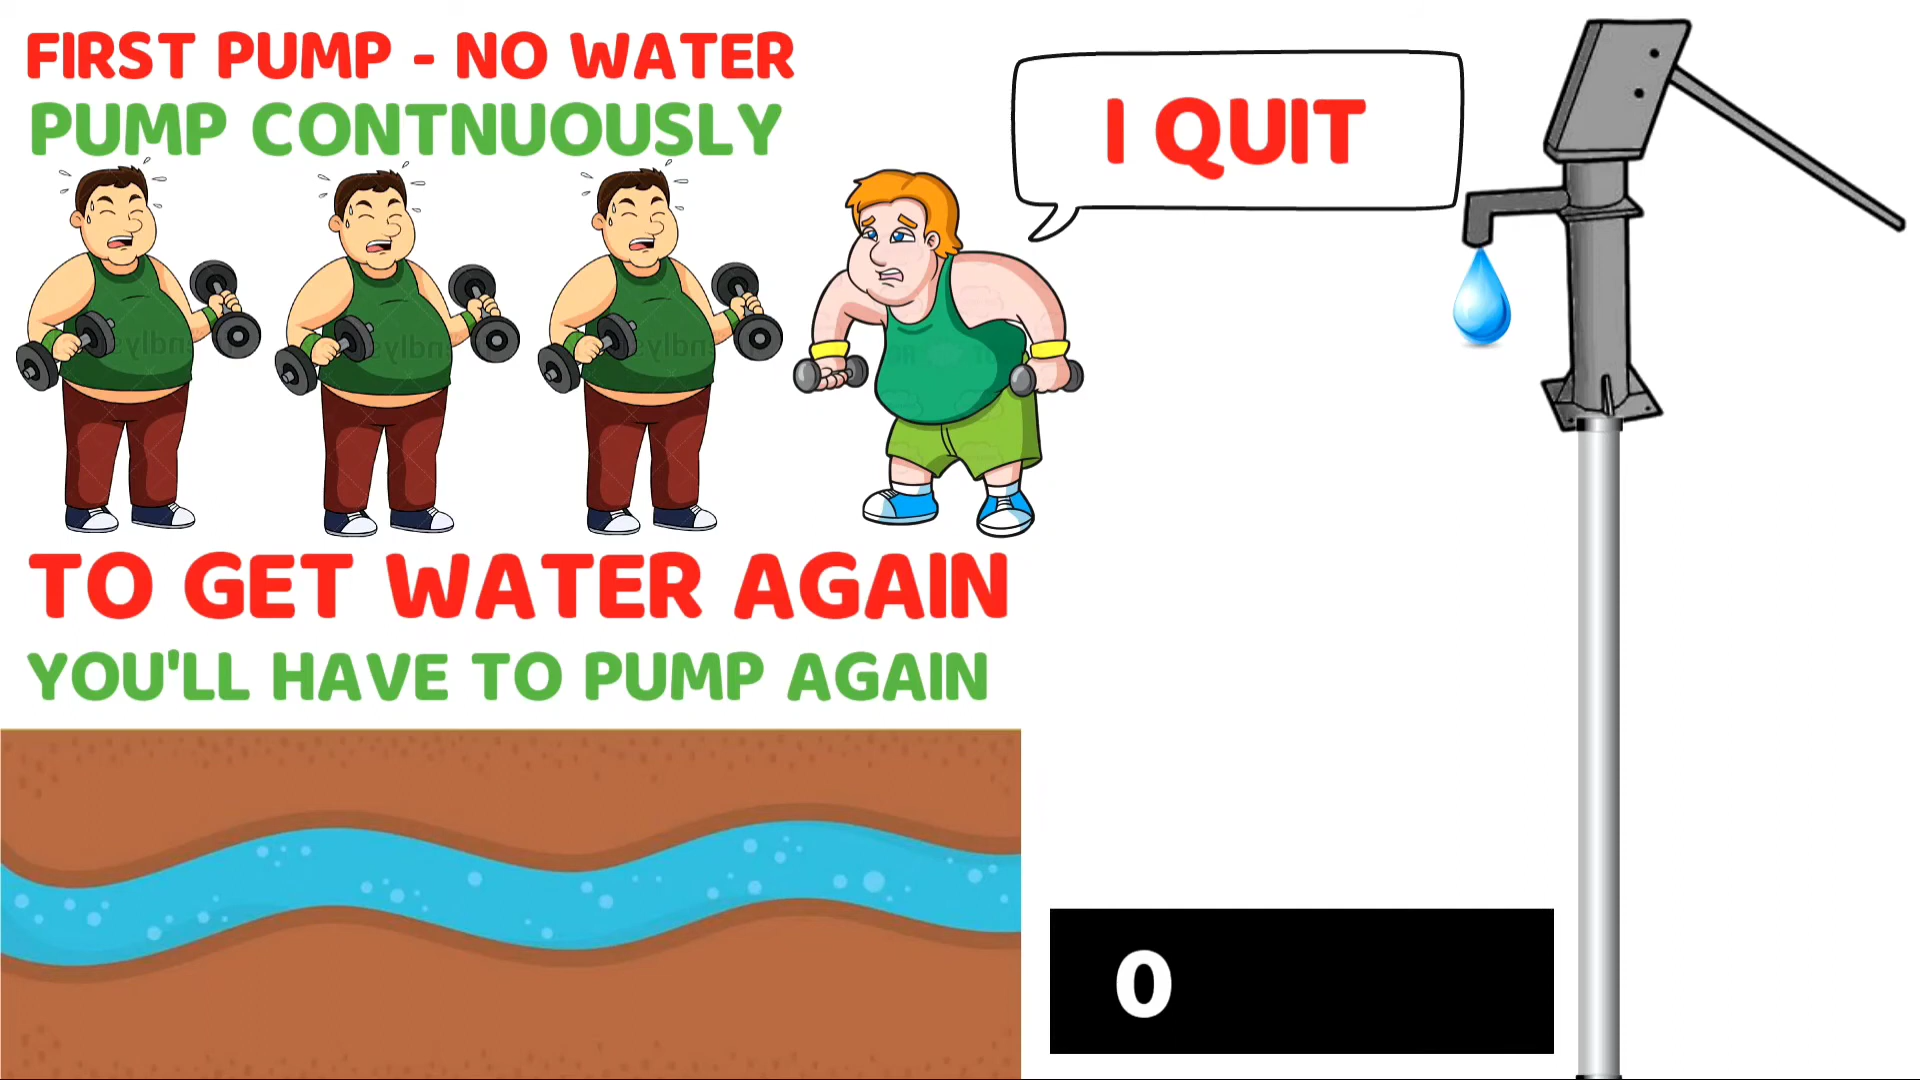 FIRST PUMP - NO WATER
PUMP CONTNUOUSLY
I QUIT
TO GET WATER AGAIN
YOU'LL HAVE TO PUMP AGAIN
0